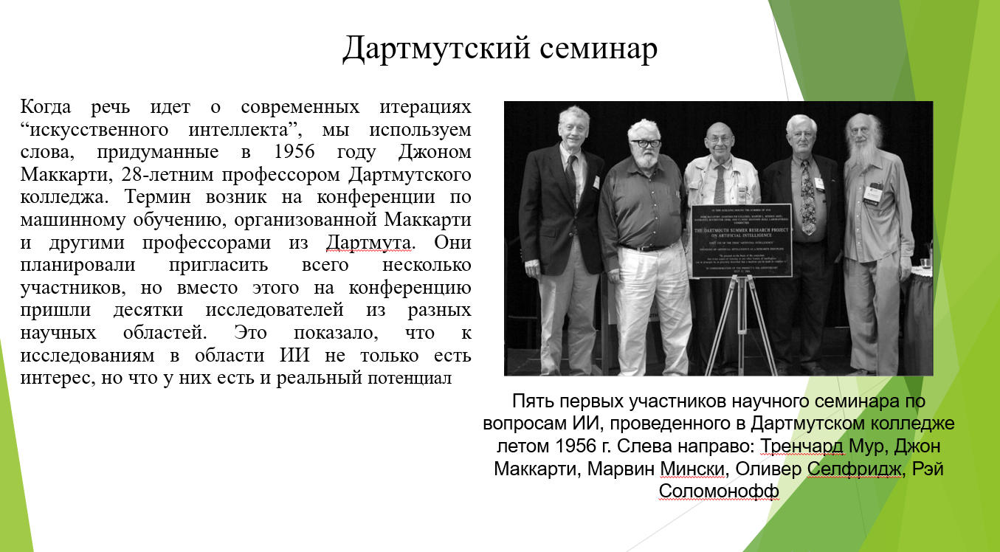 Дартмутский семинар
Когда речь идет о современных итерациях
“искусственного интеллекта”, мы используем
слова, придуманные в 1956 году Джоном
Маккарти, 28-летним профессором Дартмутского
колледжа. Термин возник на конференции по
машинному обучению, организованной Маккарти
и другими профессорами из Дартмута. Они
планировали пригласить всего несколько
участников, но вместо этого на конференцию
пришли десятки исследователей из разных
научных областей. Это показало, что к
исследованиям в области ИИ не только есть
интерес, но что у них есть и реальный потенциал
THE DARTMOUTH SUMMER RESEARCH PROJECT
ON ARTIFICIAL INTELLIGENCE
Пять первых участников научного семинара по
вопросам ИИ, проведенного в Дартмутском колледже
летом 1956 г. Слева направо: Тренчард Мур, Джон
Маккарти, Марвин Мински, Оливер Селфридж, Рэй
Соломонофф